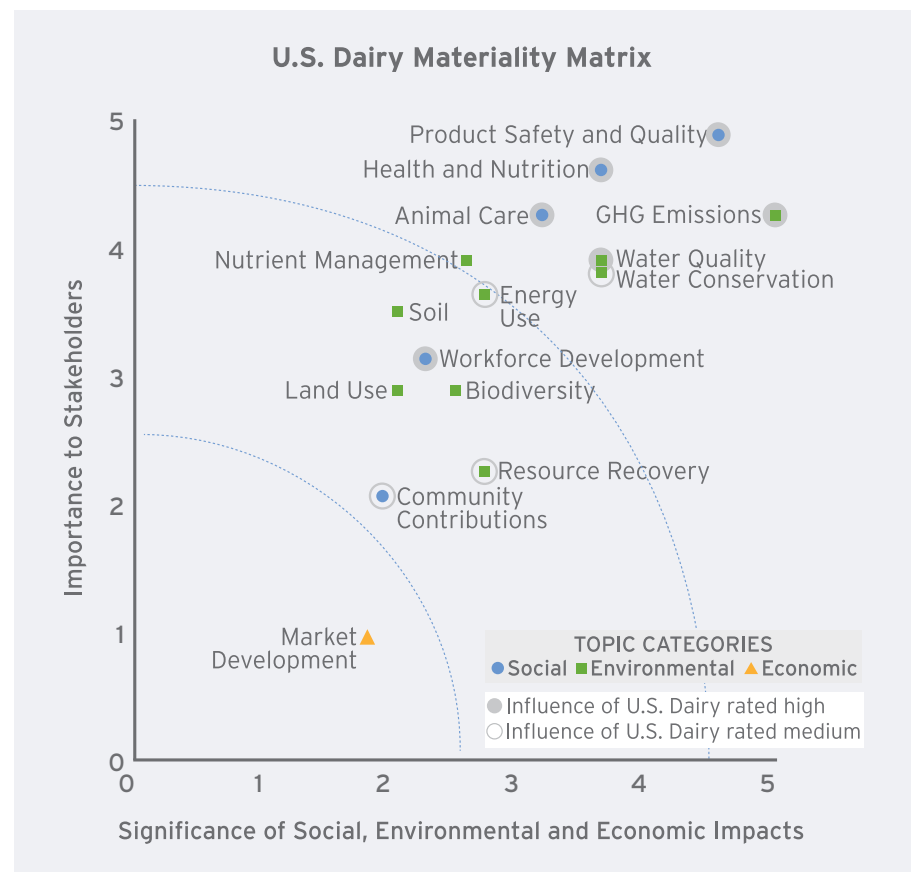 U.S. Dairy Materiality Matrix
5
Product Safety and Quality
Health and Nutrition
Animal Care
GHG Emissions
4
Nutrient Management
Water Quality
Water Conservation
Energy
Use
Soil
3
Workforce Development
Land Use
Biodiversity
Resource Recovery
2
Community
Contributions
1
Market
Development
Importance to Stakeholders
TOPIC CATEGORIES
Social Environmental Economic
Influence of U.S. Dairy rated high
Influence of U.S. Dairy rated medium
0
0 1 2 3 4 5
Significance of Social, Environmental and Economic Impacts